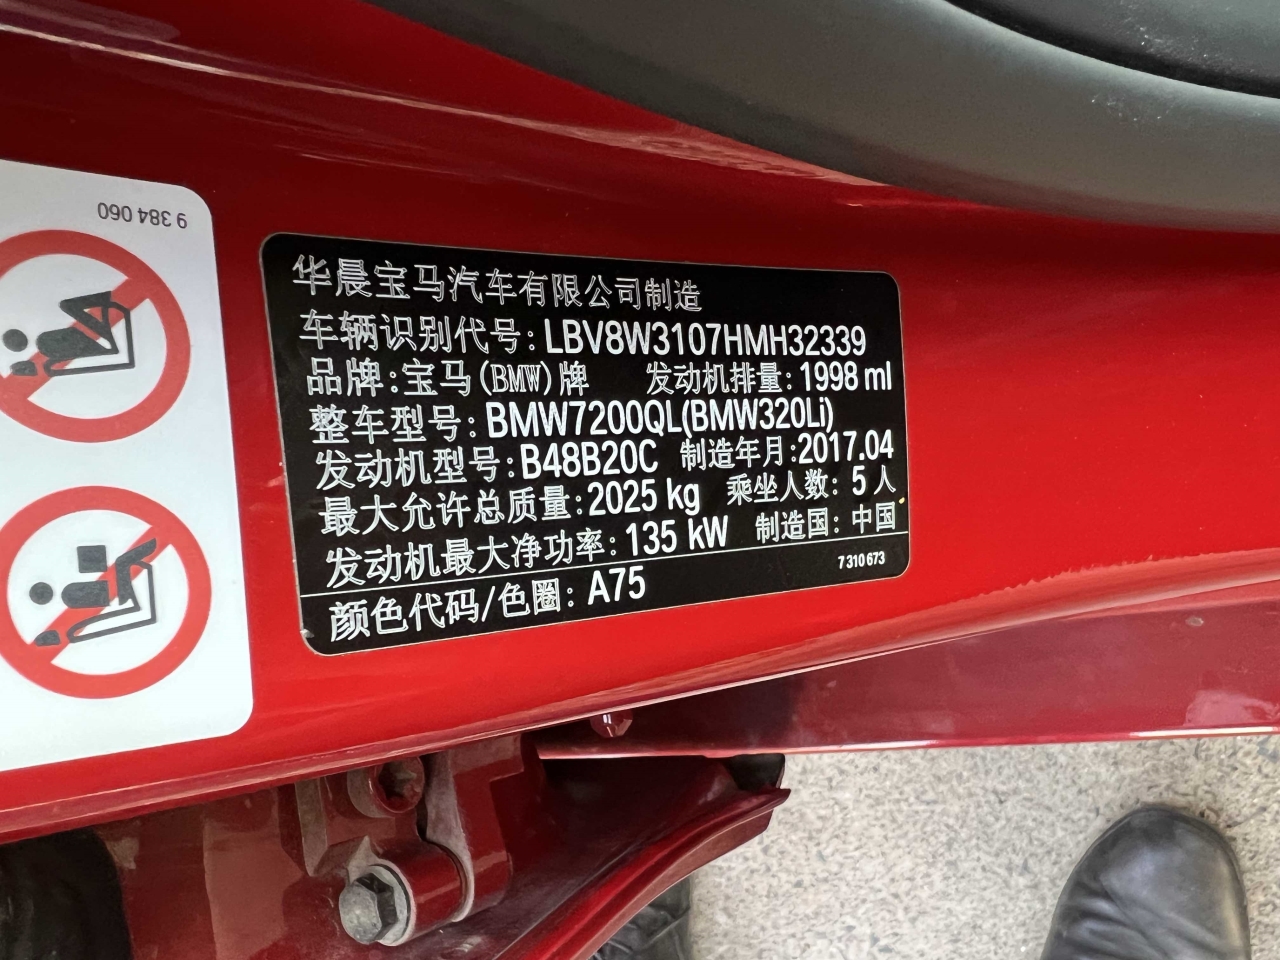 9 384 060
华晨宝马汽车有限公司制造
车辆识别代号: LBV8W3107HMH32339
品牌: 宝马(BMW)牌 发动机排量: 1998 ml
整车型号: BMW7200QL(BMW320Li)
发动机型号: B48B20C 制造年月: 2017.04
最大允许总质量: 2025 kg 乘坐人数: 5 人
发动机最大净功率: 135 kW 制造国: 中国
7 310 673
颜色代码/色圈: A75